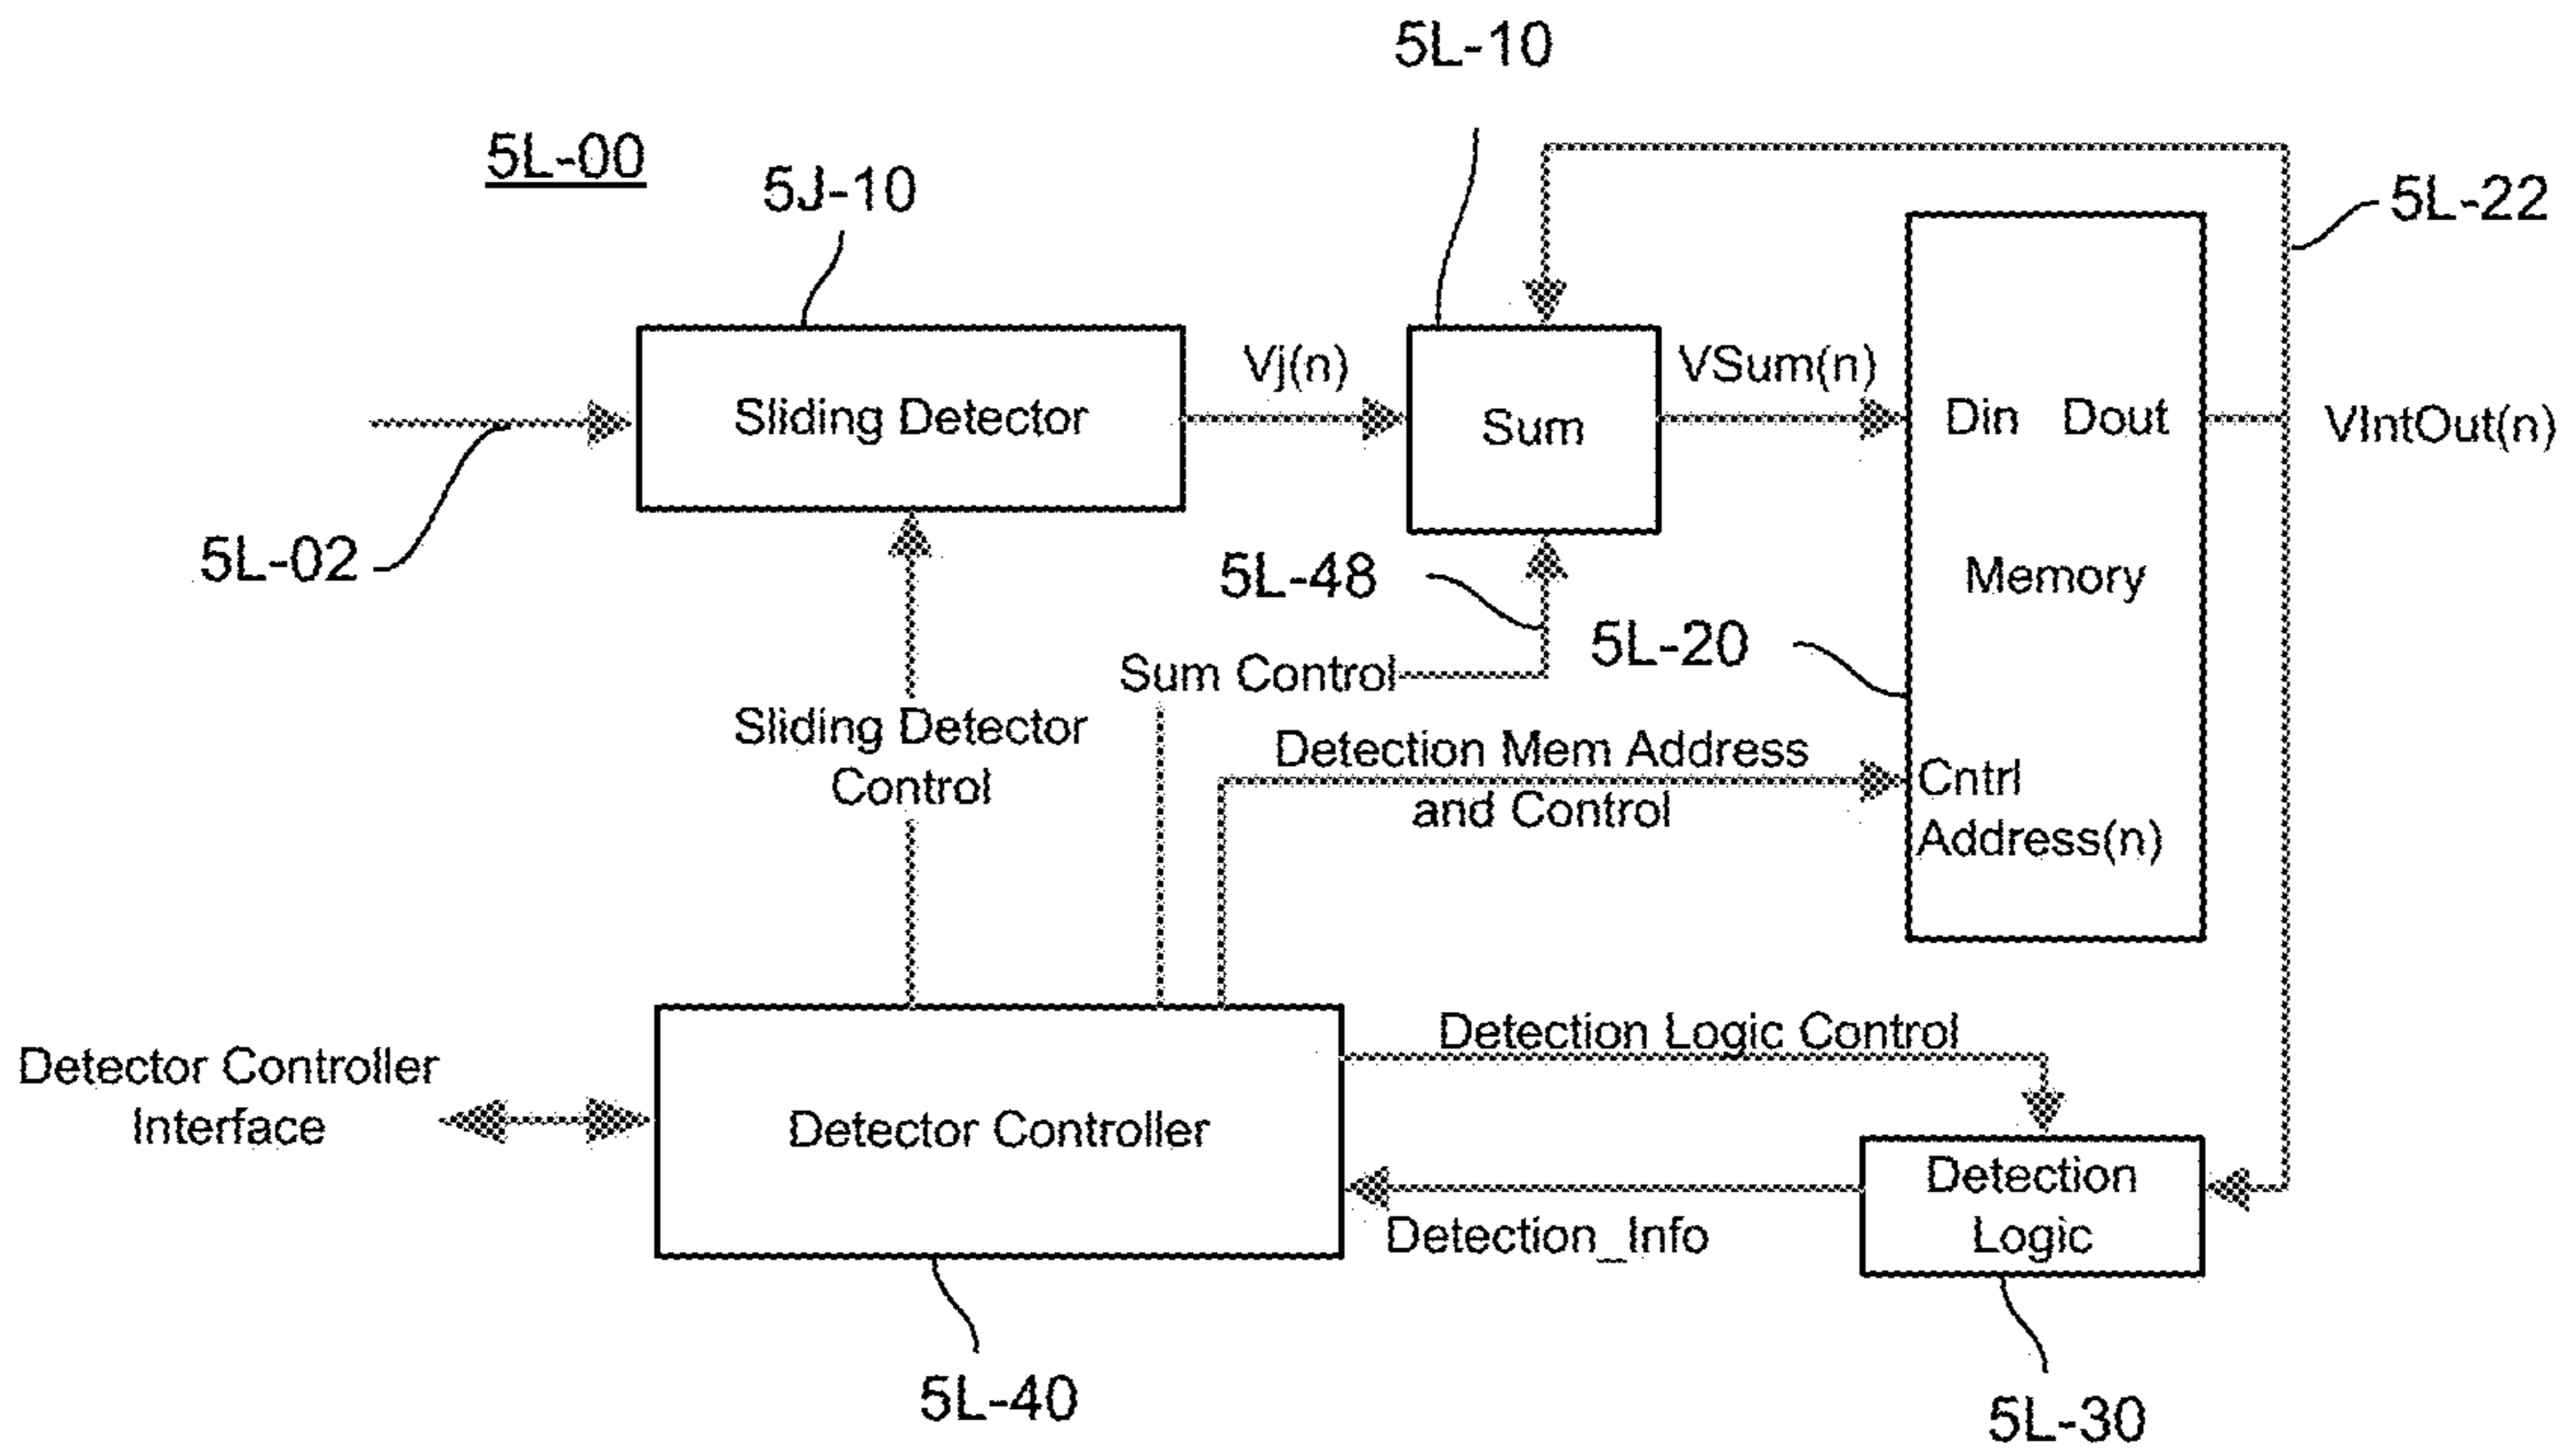 5L-10
5L-00
5J-10
5L-22
Vj(n)
VSum(n)
Sliding Detector
Sum
Din Dout
VIntOut(n)
5L-02
5L-48
Memory
5L-20
Sum Control
Sliding Detector
Control
Detection Mem Address
and Control
Cntrl
Address(n)
Detection Logic Control
Detector Controller
Interface
Detector Controller
Detection
Logic
Detection_Info
5L-40
5L-30